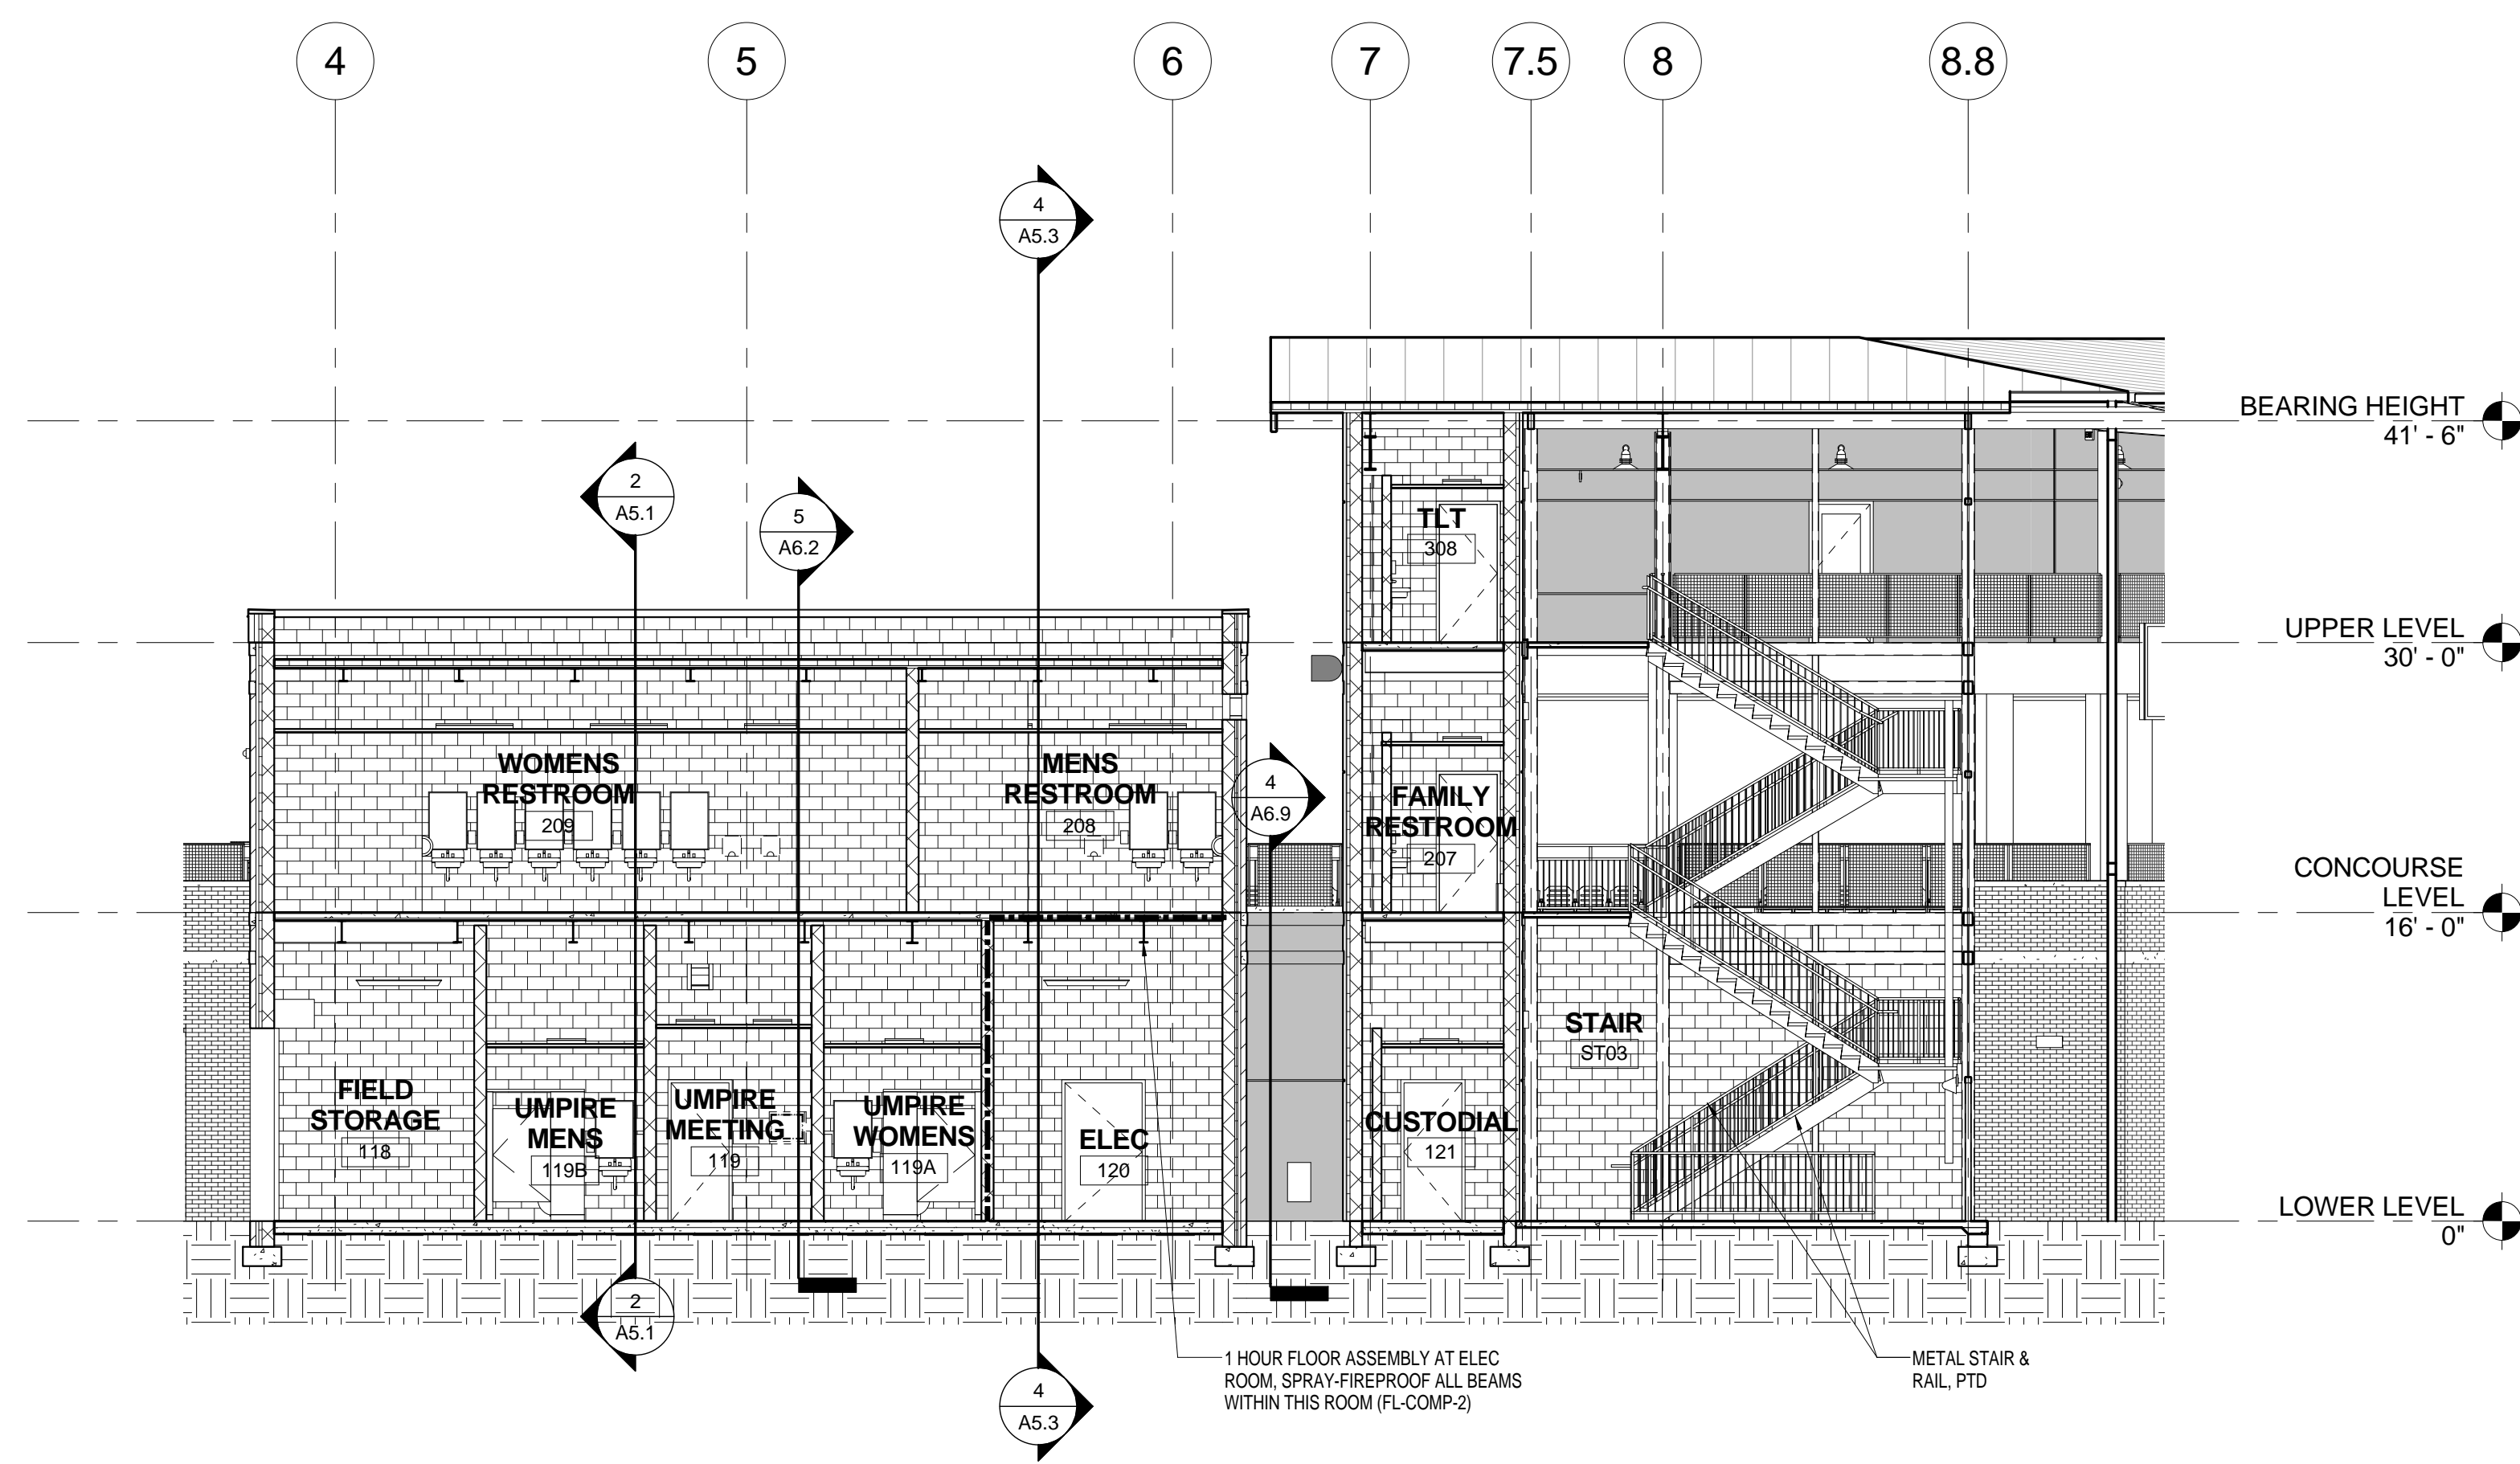 4
5
6
7
7.5
8
8.8
4
A5.3
BEARING HEIGHT
41' - 6"
2
A5.1
5
A6.2
TLT
308
UPPER LEVEL
30' - 0"
WOMENS
RESTROOM
209
MENS
RESTROOM
208
4
A6.9
FAMILY
RESTROOM
207
CONCOURSE
LEVEL
16' - 0"
FIELD
STORAGE
118
UMPIRE
MENS
119B
UMPIRE
MEETING
119
UMPIRE
WOMENS
119A
ELEC
120
CUSTODIAL
121
STAIR
ST03
LOWER LEVEL
0"
2
A5.1
4
A5.3
1 HOUR FLOOR ASSEMBLY AT ELEC
ROOM, SPRAY-FIREPROOF ALL BEAMS
WITHIN THIS ROOM (FL-COMP-2)
METAL STAIR &
RAIL, PTD